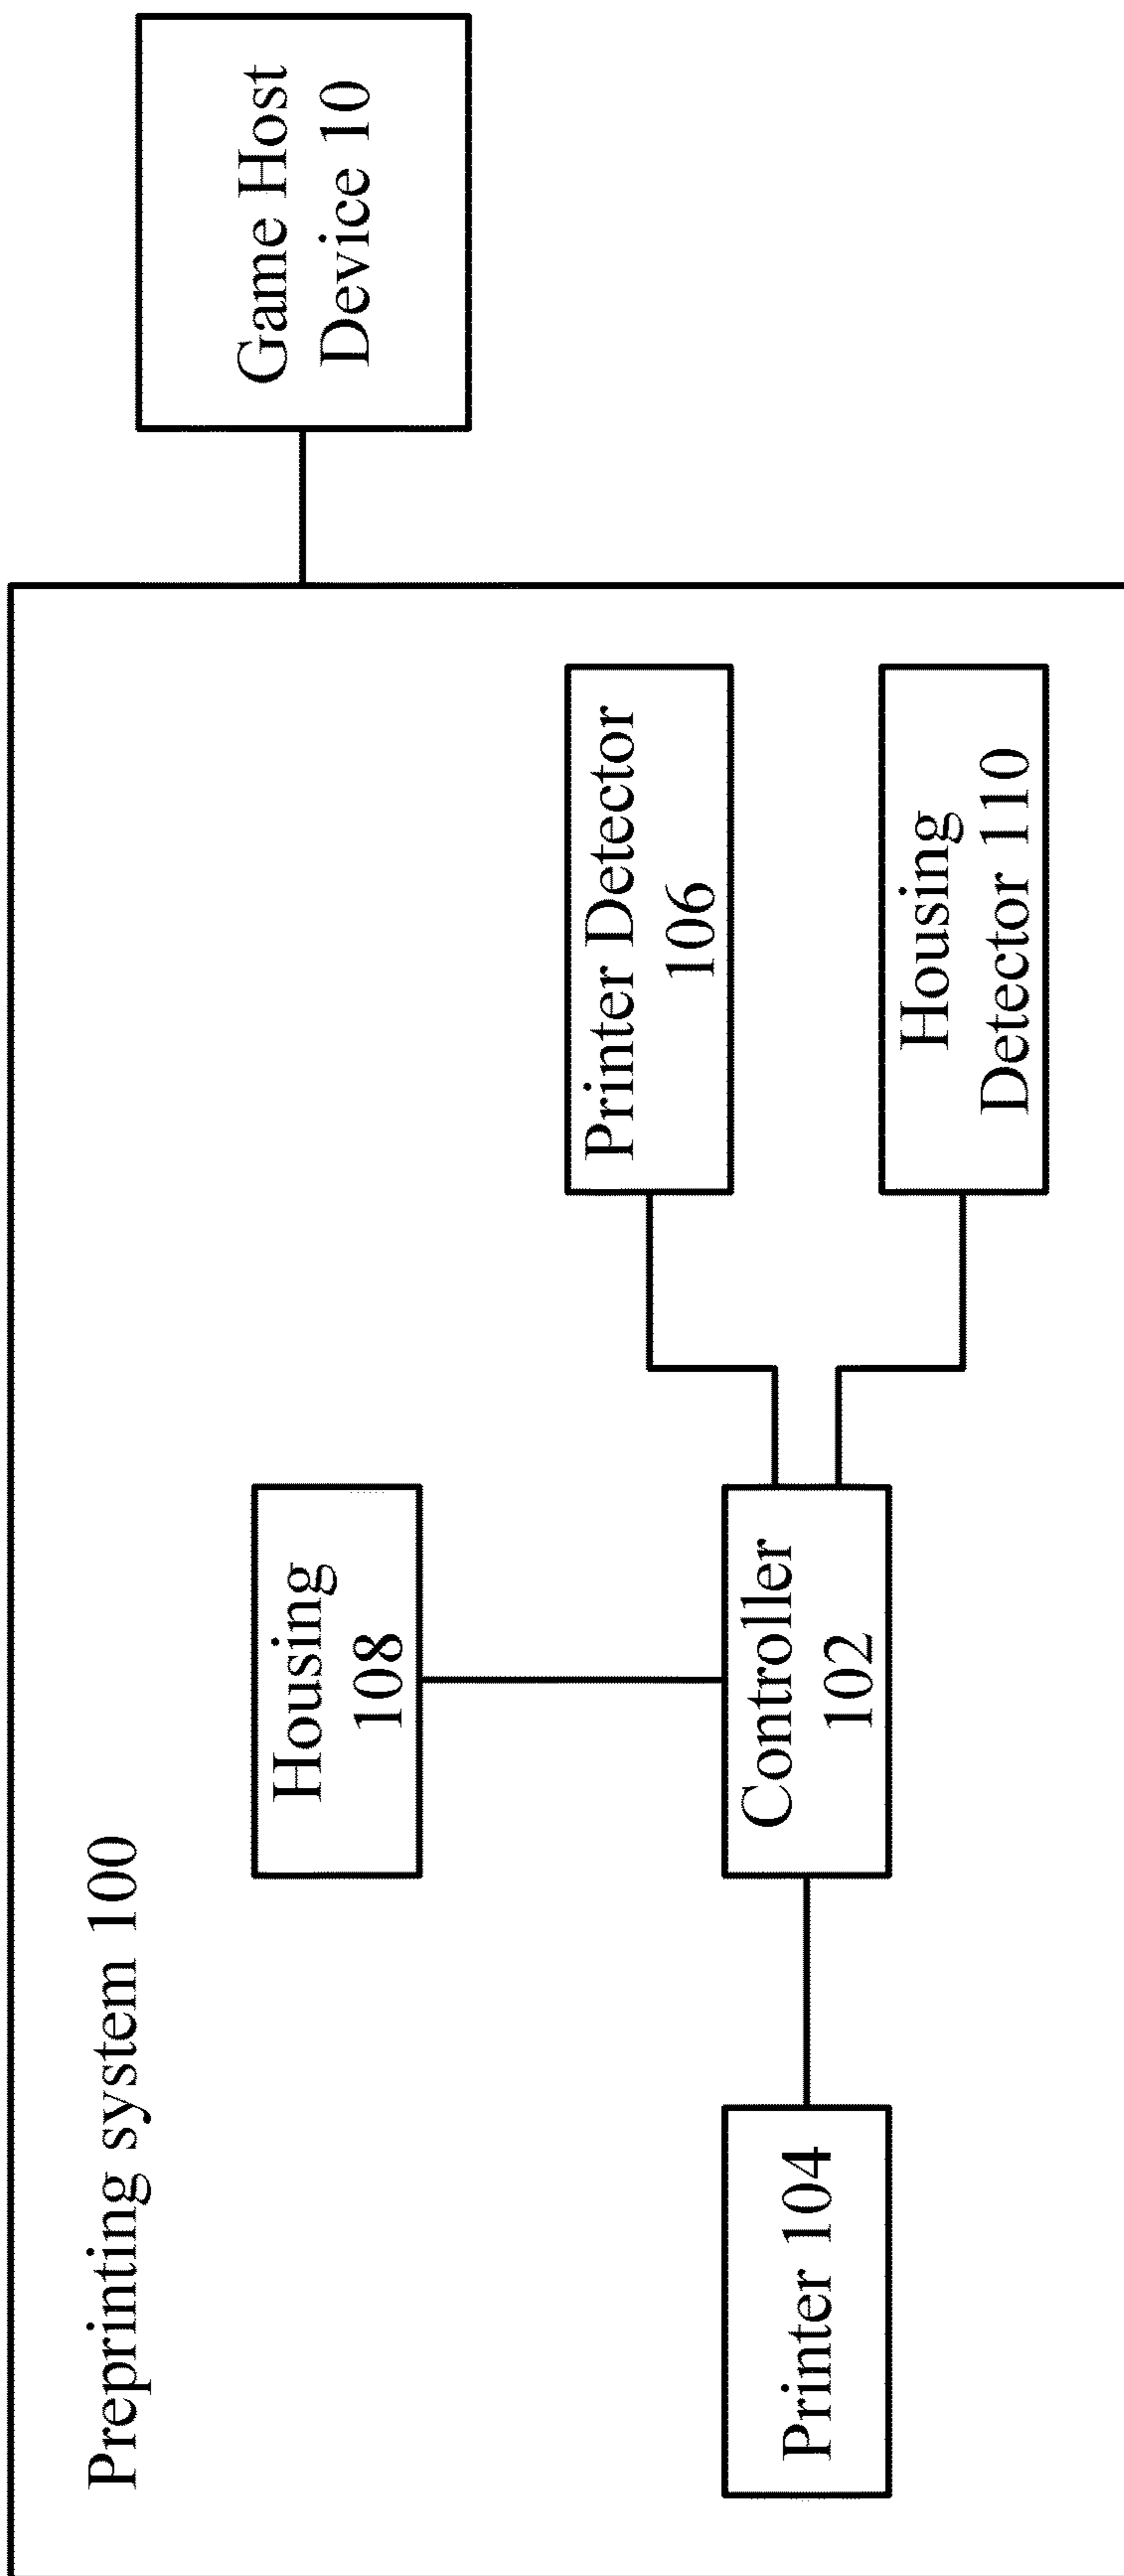 Preprinting system 100
Game Host
Device 10
Housing
108
Printer Detector
106
Printer 104
Controller
102
Housing
Detector 110